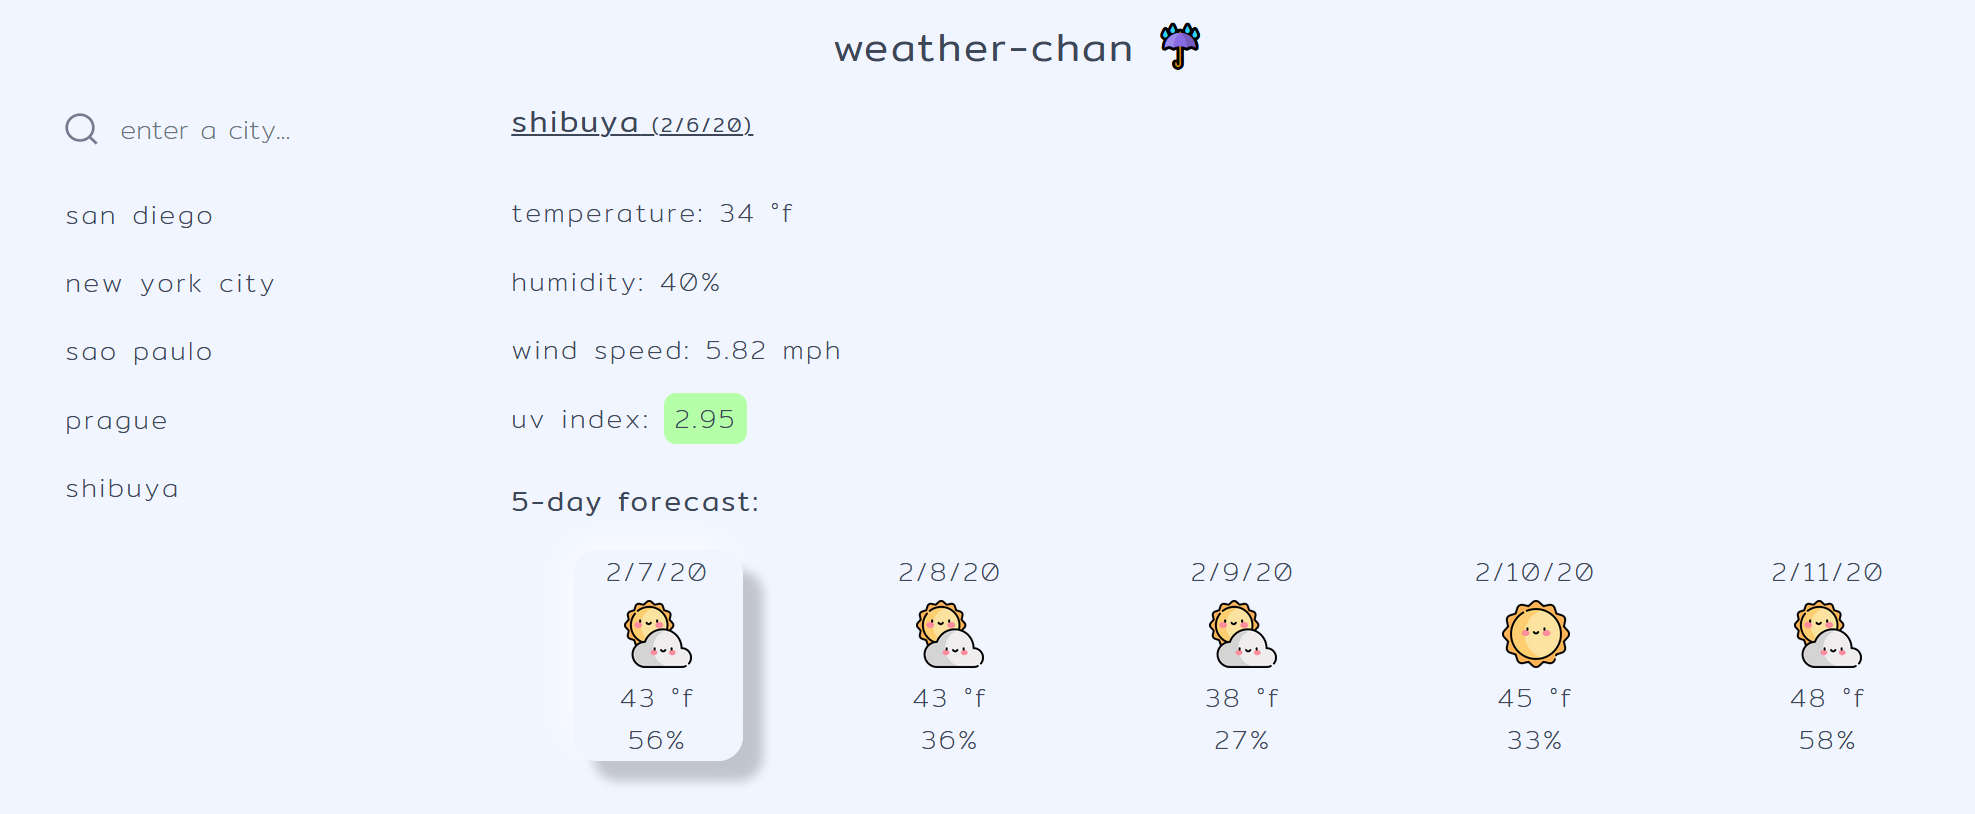 weather-chan
enter a city...
san diego
new york city
sao paulo
prague
shibuya
shibuya (2/6/20)
temperature: 34 °f
humidity: 40%
wind speed: 5.82 mph
uv index: 2.95
5-day forecast:
2/7/20
43 °f
56%
2/8/20
43 °f
36%
2/9/20
38 °f
27%
2/10/20
45 °f
33%
2/11/20
48 °f
58%